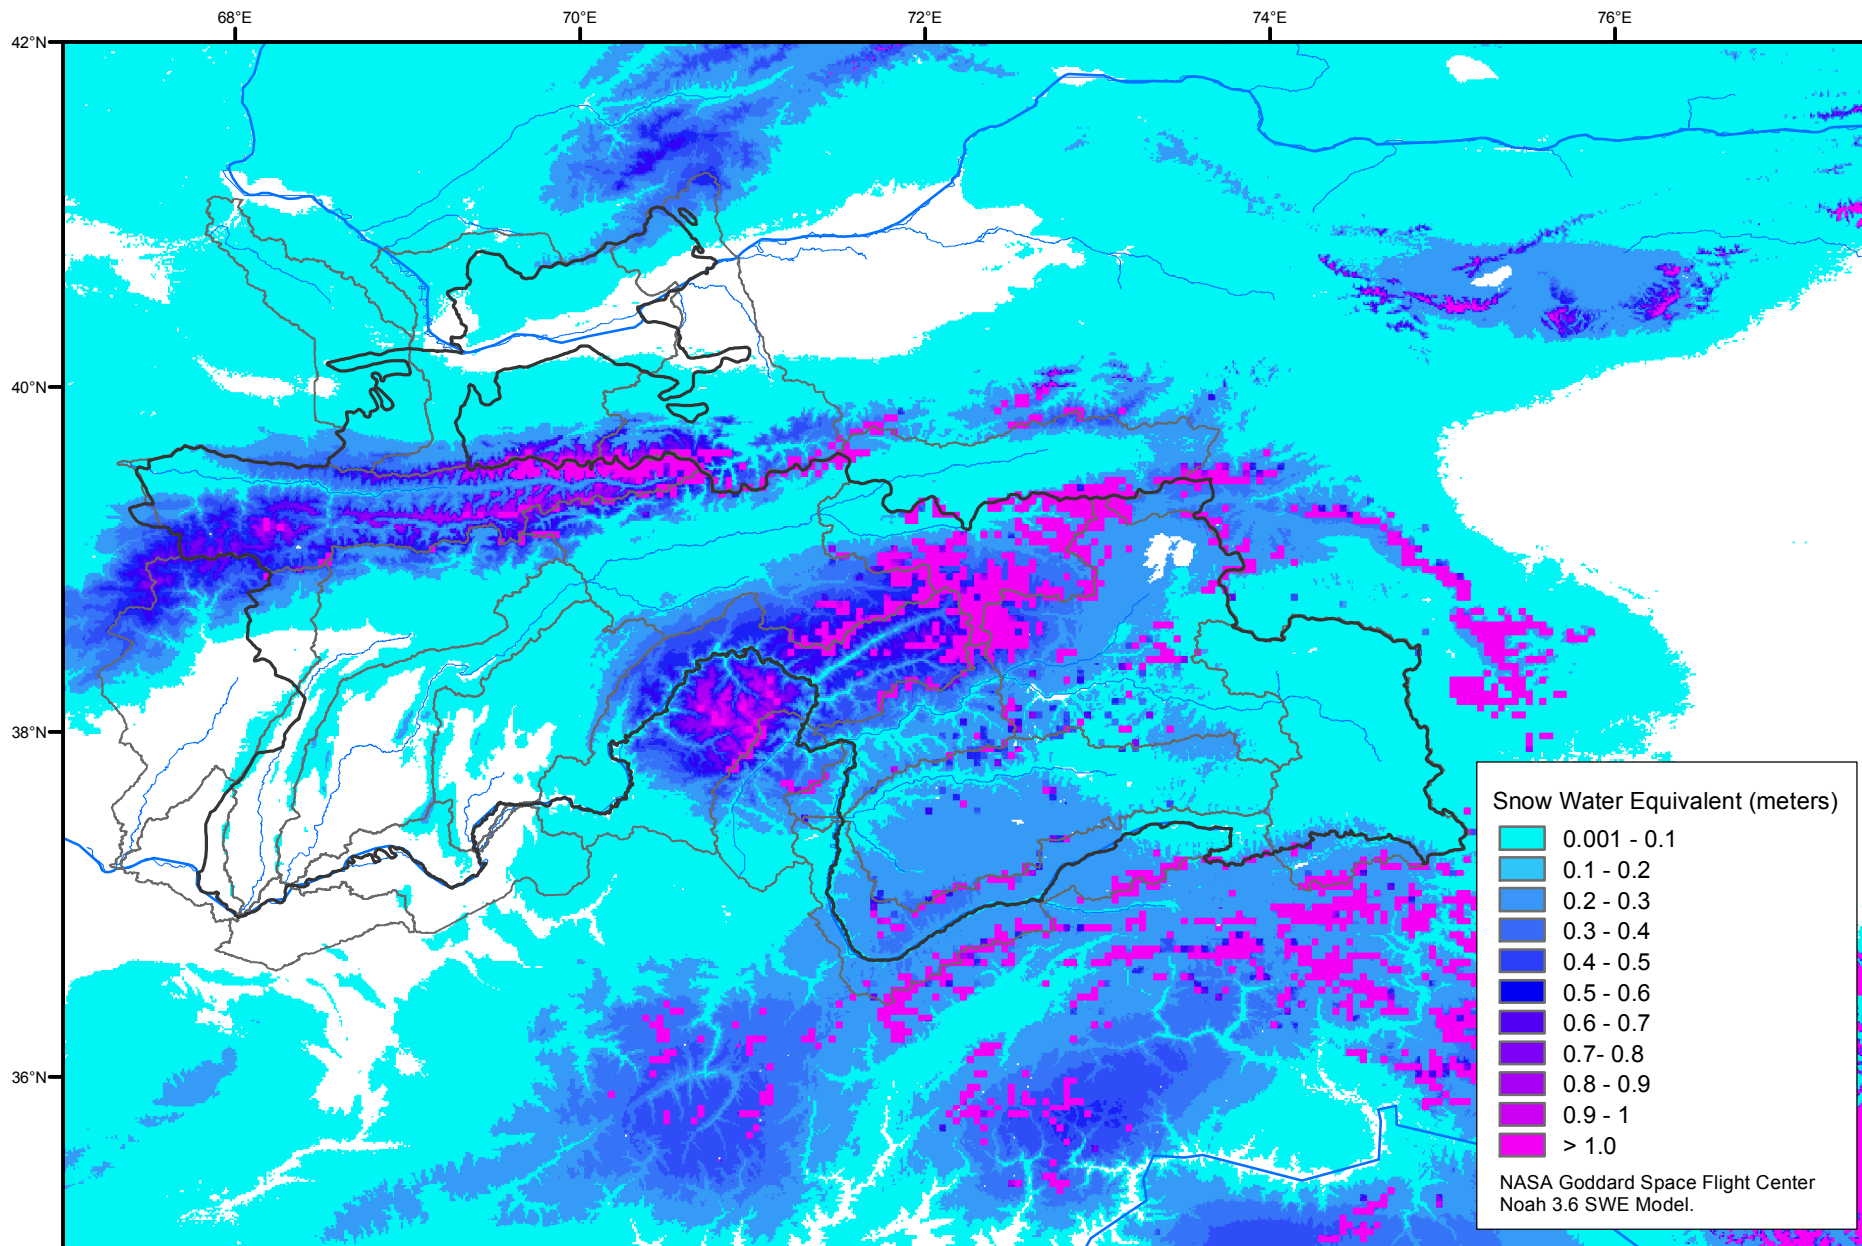 68°E 70°E 72°E 74°E 76°E
42°N
40°N
38°N
36°N
Snow Water Equivalent (meters)
0.001 - 0.1
0.1 - 0.2
0.2 - 0.3
0.3 - 0.4
0.4 - 0.5
0.5 - 0.6
0.6 - 0.7
0.7- 0.8
0.8 - 0.9
0.9 - 1
> 1.0
NASA Goddard Space Flight Center
Noah 3.6 SWE Model.